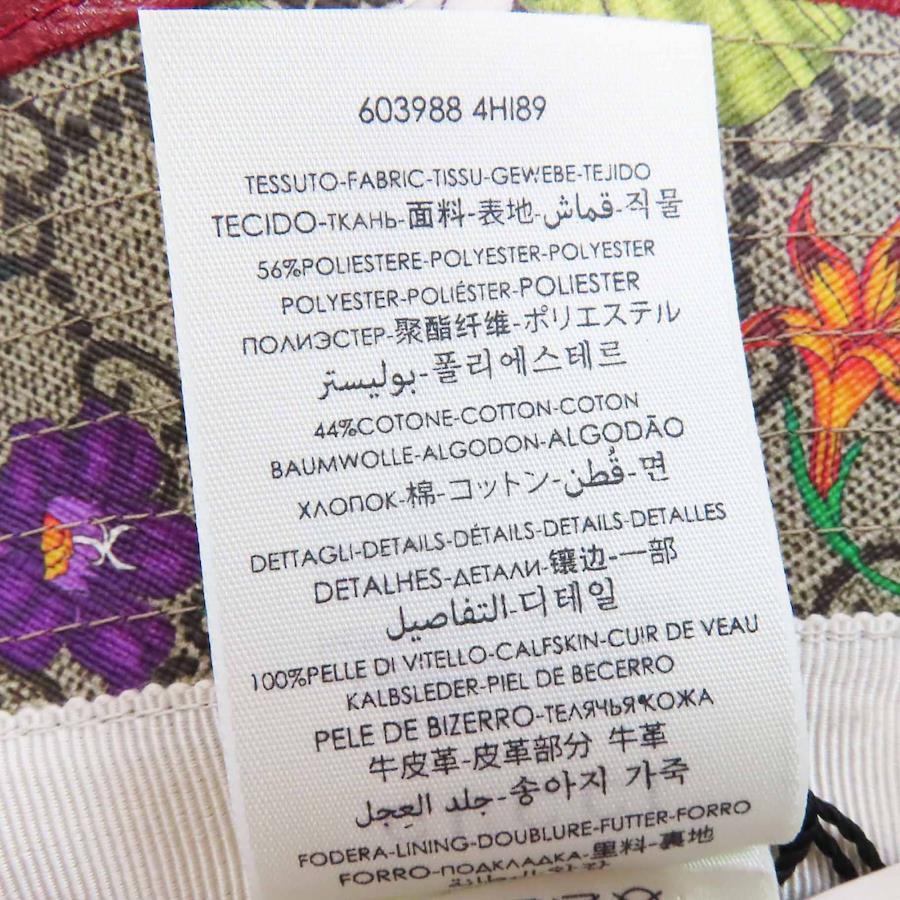 603988 4HI89
TESSUTO-FABRIC-TISSU-GEWEBE-TEJIDO
TECIDO-ТКАНЬ-面料-表地-قماش-직물
56%POLIESTERE-POLYESTER-POLYESTER
POLYESTER-POLIÉSTER-POLIESTER
ПОЛИЭСТЕР-聚酯纤维-ポリエステル
بوليستر-폴리에스테르
44%COTONE-COTTON-COTON
BAUMWOLLE-ALGODON-ALGODÃO
ХЛОПОК-棉-コットン-قُطن-면
DETTAGLI-DETAILS-DÉTAILS-DETAILS-DETALLES
DETALHES-ДЕТАЛИ-镶边-一部
التفاصيل-디테일
100%PELLE DI VITELLO-CALFSKIN-CUIR DE VEAU
KALBSLEDER-PIEL DE BECERRO
PELE DE BIZERRO-ТЕЛЯЧЬЯ КОЖА
牛皮革-皮革部分 牛革
جلد العِجل-송아지 가죽
FODERA-LINING-DOUBLURE-FUTTER-FORRO
FORRO-ПОДКЛАДКА-里料-裏地